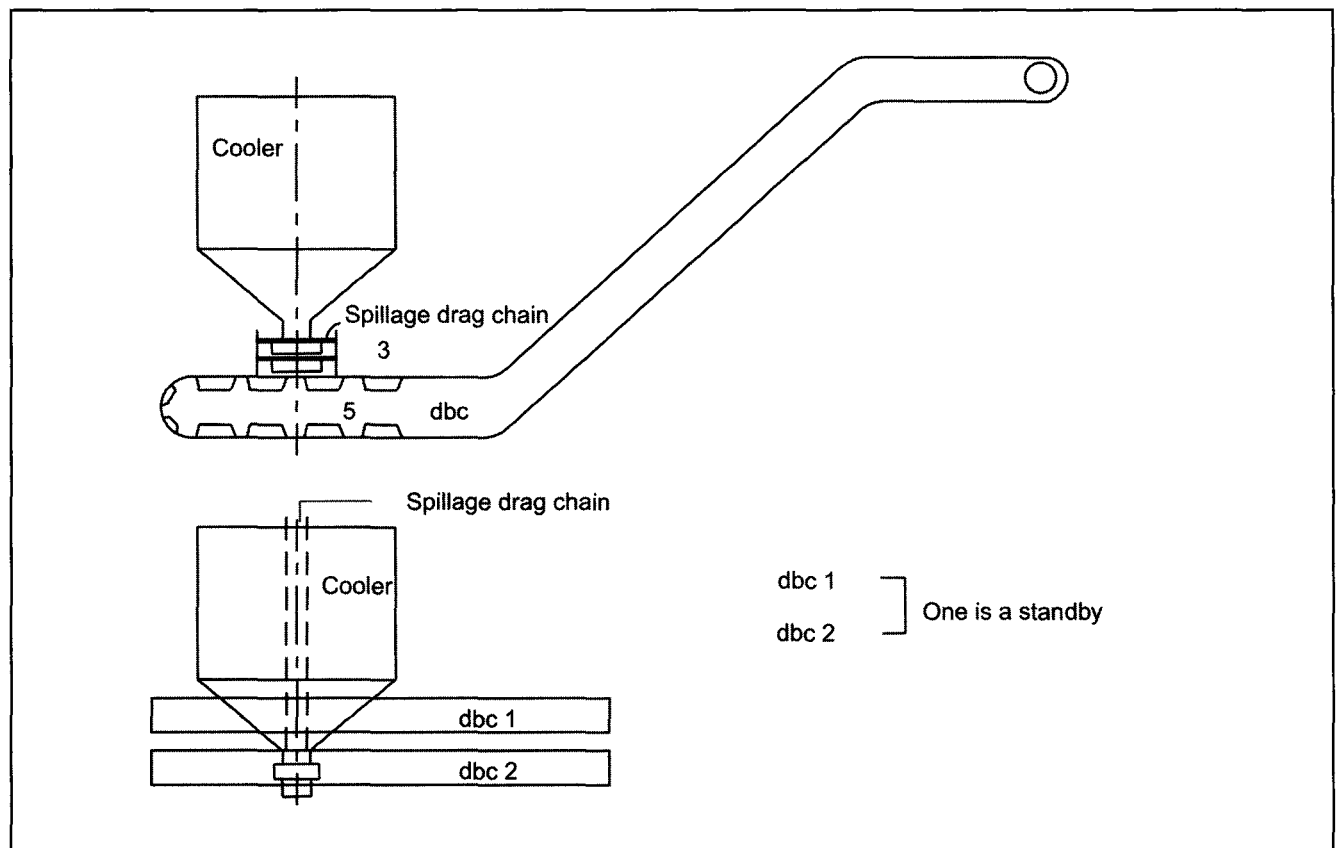 Cooler
Spillage drag chain
3
5 dbc
Spillage drag chain
Cooler
dbc 1
dbc 2
dbc 1
One is a standby
dbc 2